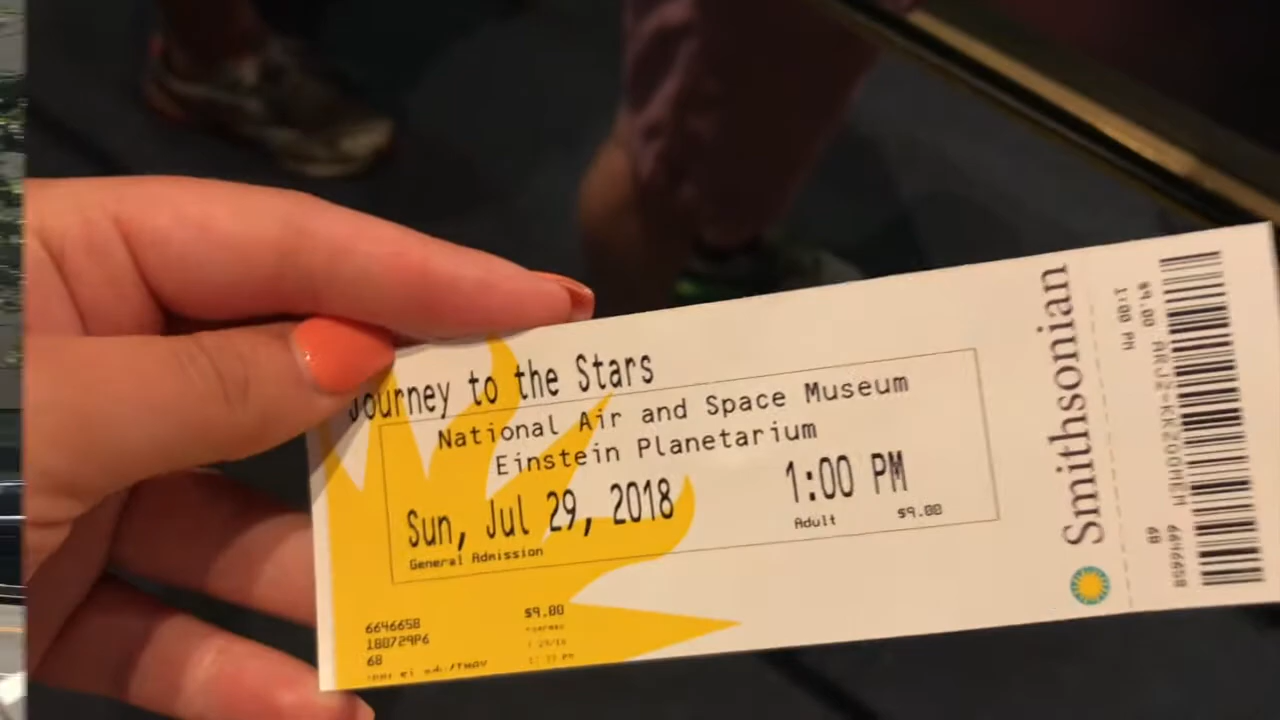 Journey to the Stars
National Air and Space Museum
Einstein Planetarium
Sun, Jul 29, 2018 1:00 PM
General Admission Adult $9.00
6646658 $9.00
180729P6
68
Smithsonian
$9.00
1:00 PM
68 6646658